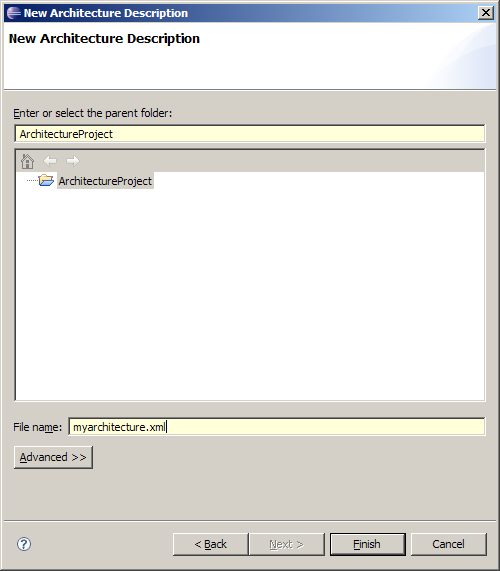 New Architecture Description
New Architecture Description
Enter or select the parent folder:
ArchitectureProject
ArchitectureProject
File name: myarchitecture.xml
Advanced >>
? < Back Next > Finish Cancel